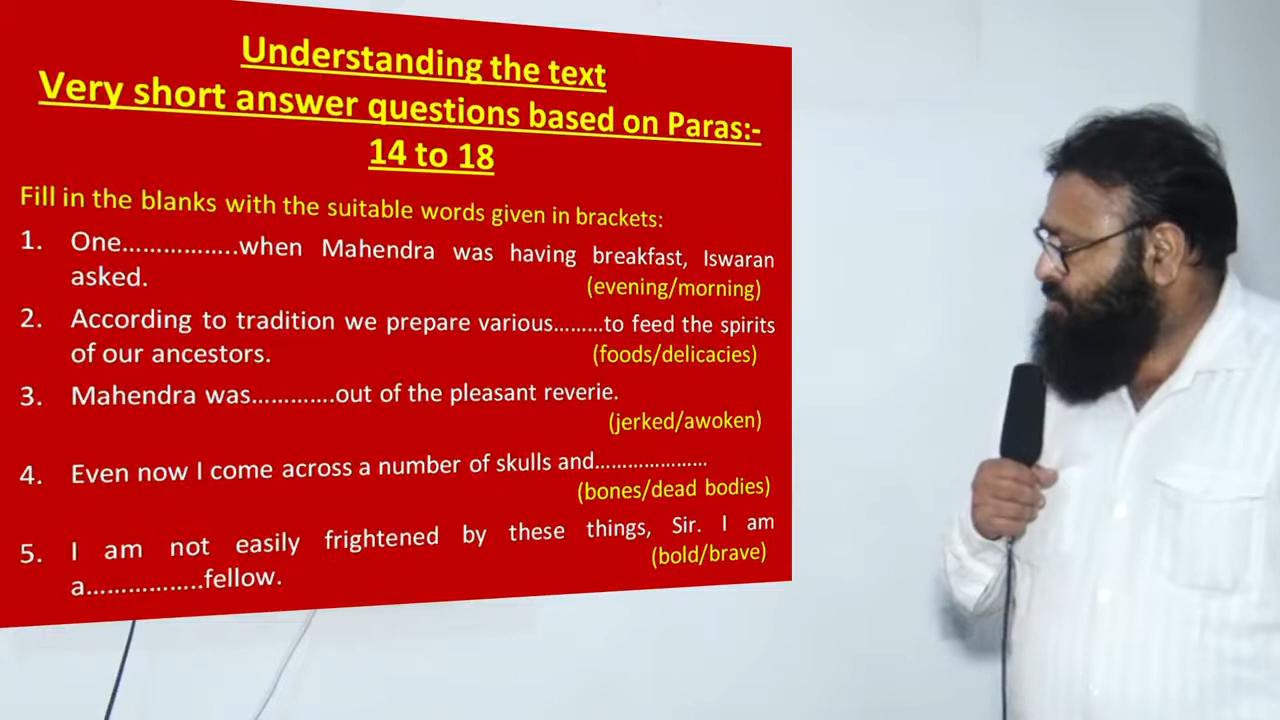 Understanding the text
Very short answer questions based on Paras:-
14 to 18
Fill in the blanks with the suitable words given in brackets:
1. One……………..when Mahendra was having breakfast, Iswaran
asked. (evening/morning)
2. According to tradition we prepare various………to feed the spirits
of our ancestors. (foods/delicacies)
3. Mahendra was………….out of the pleasant reverie.
(jerked/awoken)
4. Even now I come across a number of skulls and…………………
(bones/dead bodies)
5. I am not easily frightened by these things, Sir. I am
a……………..fellow. (bold/brave)